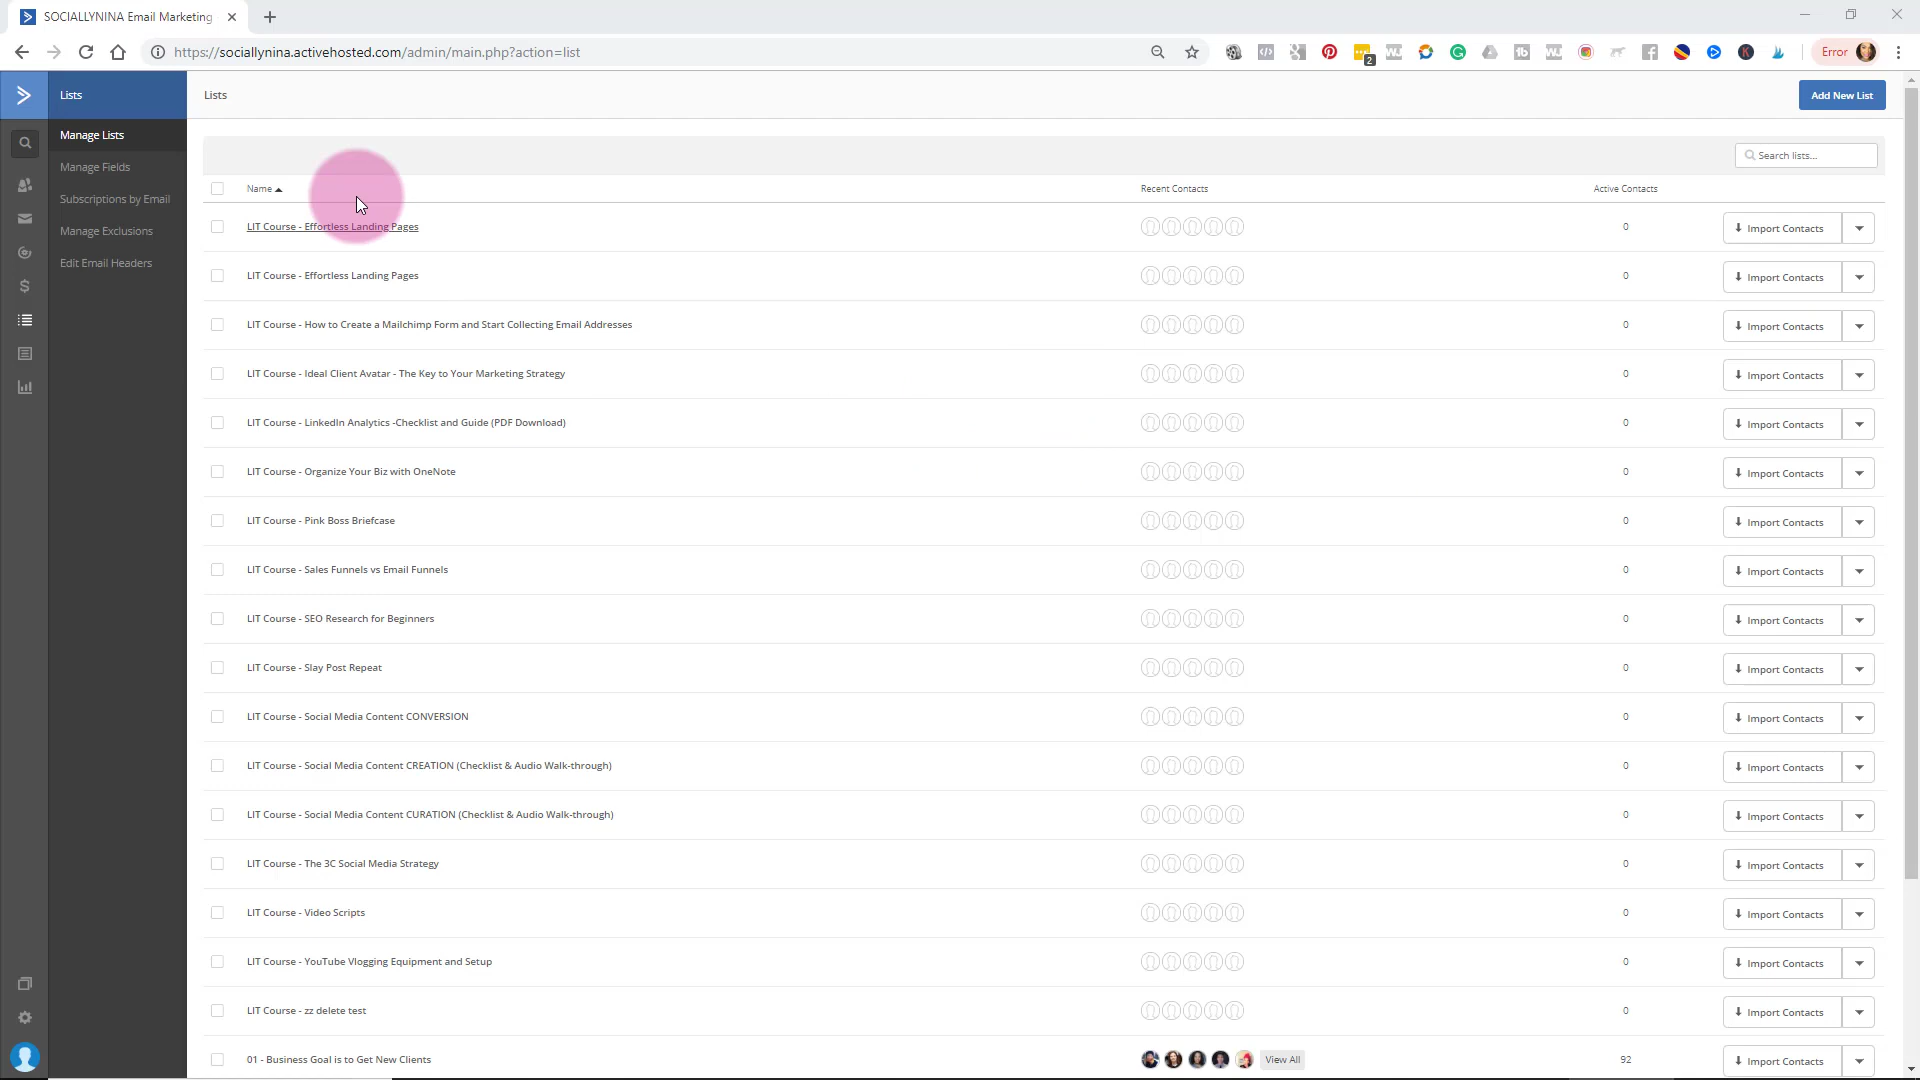 SOCIALLYNINA Email Marketing
https://sociallynina.activehosted.com/admin/main.php?action=list
2
Error
Lists
Lists
Add New List
Manage Lists
Manage Fields
Subscriptions by Email
Manage Exclusions
Edit Email Headers
Search lists...
Name Recent Contacts Active Contacts
LIT Course - Effortless Landing Pages 0 Import Contacts
LIT Course - Effortless Landing Pages 0 Import Contacts
LIT Course - How to Create a Mailchimp Form and Start Collecting Email Addresses 0 Import Contacts
LIT Course - Ideal Client Avatar - The Key to Your Marketing Strategy 0 Import Contacts
LIT Course - LinkedIn Analytics -Checklist and Guide (PDF Download) 0 Import Contacts
LIT Course - Organize Your Biz with OneNote 0 Import Contacts
LIT Course - Pink Boss Briefcase 0 Import Contacts
LIT Course - Sales Funnels vs Email Funnels 0 Import Contacts
LIT Course - SEO Research for Beginners 0 Import Contacts
LIT Course - Slay Post Repeat 0 Import Contacts
LIT Course - Social Media Content CONVERSION 0 Import Contacts
LIT Course - Social Media Content CREATION (Checklist & Audio Walk-through) 0 Import Contacts
LIT Course - Social Media Content CURATION (Checklist & Audio Walk-through) 0 Import Contacts
LIT Course - The 3C Social Media Strategy 0 Import Contacts
LIT Course - Video Scripts 0 Import Contacts
LIT Course - YouTube Vlogging Equipment and Setup 0 Import Contacts
LIT Course - zz delete test 0 Import Contacts
01 - Business Goal is to Get New Clients View All 92 Import Contacts